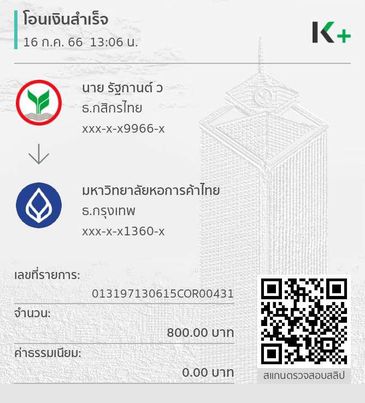 โอนเงินสำเร็จ
16 ก.ค. 66  13:06 น.
K+
นาย รัฐกานต์ ว
ธ.กสิกรไทย
xxx-x-x9966-x
มหาวิทยาลัยหอการค้าไทย
ธ.กรุงเทพ
xxx-x-x1360-x
เลขที่รายการ:
013197130615COR00431
จำนวน:
800.00 บาท
ค่าธรรมเนียม:
0.00 บาท
สแกนตรวจสอบสลิป